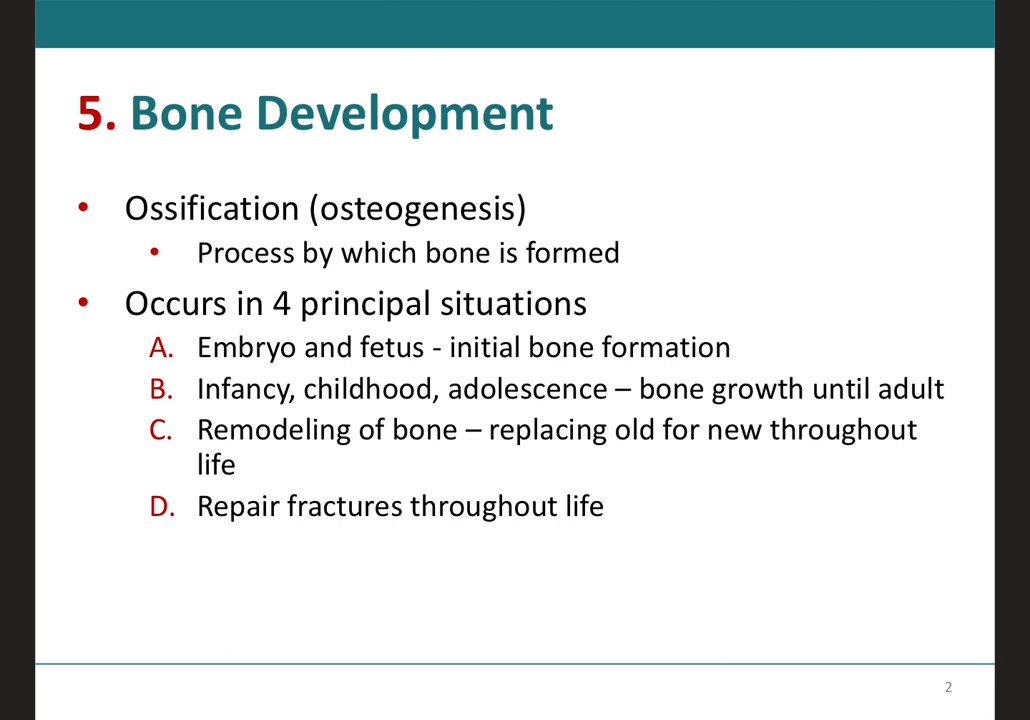 5. Bone Development
• Ossification (osteogenesis)
• Process by which bone is formed
• Occurs in 4 principal situations
A. Embryo and fetus - initial bone formation
B. Infancy, childhood, adolescence – bone growth until adult
C. Remodeling of bone – replacing old for new throughout
life
D. Repair fractures throughout life
2